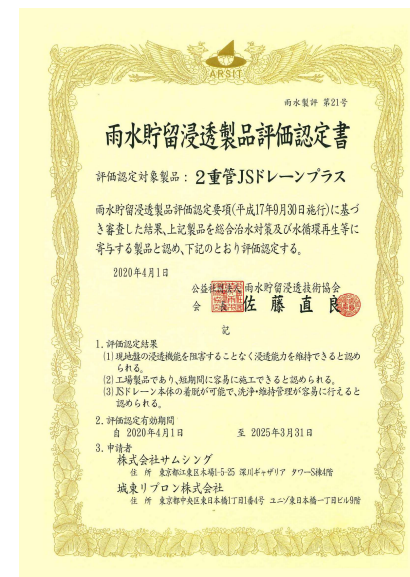 ARSIT
雨水製評 第21号
雨水貯留浸透製品評価認定書
評価認定対象製品：2重管JSドレーンプラス
雨水貯留浸透製品評価認定要項(平成17年9月30日施行)に基づ
き審査した結果、上記製品を総合治水対策及び水循環再生等に
寄与する製品と認め、下記のとおり評価認定する。
2020年4月1日
公益社団法人 雨水貯留浸透技術協会
会 長 佐藤直良
記
1. 評価認定結果
(1) 現地盤の浸透機能を阻害することなく浸透能力を維持できると認め
られる。
(2) 工場製品であり、短期間に容易に施工できると認められる。
(3) JSドレーン本体の着脱が可能で、洗浄・維持管理が容易に行えると
認められる。
2. 評価認定有効期間
自 2020年4月1日 至 2025年3月31日
3. 申請者
株式会社サムシング
住 所 東京都江東区木場1-5-25 深川ギャザリア タワーS棟4階
城東リプロン株式会社
住 所 東京都中央区東日本橋1丁目1番4号 ユニゾ東日本橋一丁目ビル9階